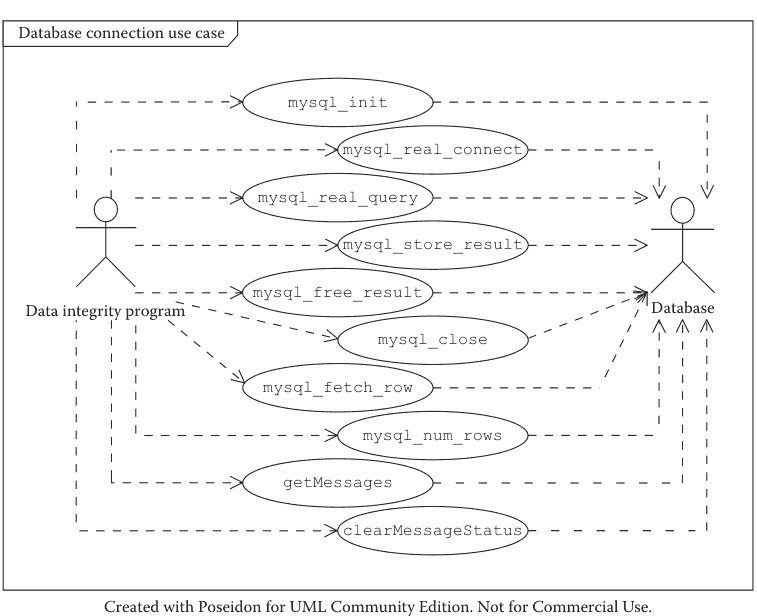 Database connection use case
mysql_init
mysql_real_connect
mysql_real_query
mysql_store_result
mysql_free_result
Data integrity program
Database
mysql_close
mysql_fetch_row
mysql_num_rows
getMessages
clearMessageStatus
Created with Poseidon for UML Community Edition. Not for Commercial Use.